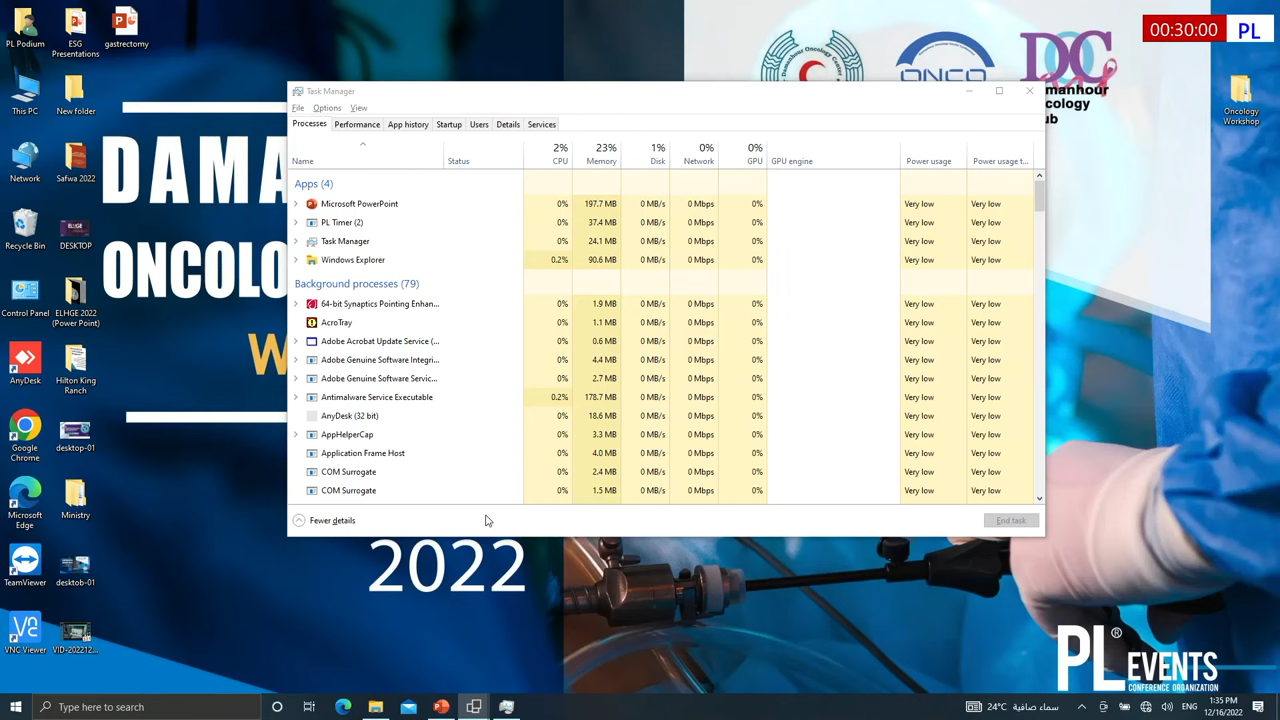 PL Podium
ESG Presentations
gastrectomy
This PC
New folder
Network
Safwa 2022
Recycle Bin
DESKTOP
Control Panel
ELHGE 2022 (Power Point)
AnyDesk
Hilton King Ranch
Google Chrome
desktop-01
Microsoft Edge
Ministry
TeamViewer
desktob-01
VNC Viewer
VID-202212...
Oncology Workshop
00:30:00 PL
ONCO
DOC
manhour
cology
ub
DAMA
ONCOLO
W
2022
PL® EVENTS
CONFERENCE ORGANIZATION
Task Manager
File Options View
Processes Performance App history Startup Users Details Services
2% 23% 1% 0% 0%
Name Status CPU Memory Disk Network GPU GPU engine Power usage Power usage t...
Apps (4)
Microsoft PowerPoint 0% 197.7 MB 0 MB/s 0 Mbps 0% Very low Very low
PL Timer (2) 0% 37.4 MB 0 MB/s 0 Mbps 0% Very low Very low
Task Manager 0% 24.1 MB 0 MB/s 0 Mbps 0% Very low Very low
Windows Explorer 0.2% 90.6 MB 0 MB/s 0 Mbps 0% Very low Very low
Background processes (79)
64-bit Synaptics Pointing Enhan... 0% 1.9 MB 0 MB/s 0 Mbps 0% Very low Very low
AcroTray 0% 1.1 MB 0 MB/s 0 Mbps 0% Very low Very low
Adobe Acrobat Update Service (... 0% 0.6 MB 0 MB/s 0 Mbps 0% Very low Very low
Adobe Genuine Software Integri... 0% 4.4 MB 0 MB/s 0 Mbps 0% Very low Very low
Adobe Genuine Software Servic... 0% 2.7 MB 0 MB/s 0 Mbps 0% Very low Very low
Antimalware Service Executable 0.2% 178.7 MB 0 MB/s 0 Mbps 0% Very low Very low
AnyDesk (32 bit) 0% 18.6 MB 0 MB/s 0 Mbps 0% Very low Very low
AppHelperCap 0% 3.3 MB 0 MB/s 0 Mbps 0% Very low Very low
Application Frame Host 0% 4.0 MB 0 MB/s 0 Mbps 0% Very low Very low
COM Surrogate 0% 2.4 MB 0 MB/s 0 Mbps 0% Very low Very low
COM Surrogate 0% 1.5 MB 0 MB/s 0 Mbps 0% Very low Very low
Fewer details End task
Type here to search
24°C سماء صافية
ENG
1:35 PM
12/16/2022